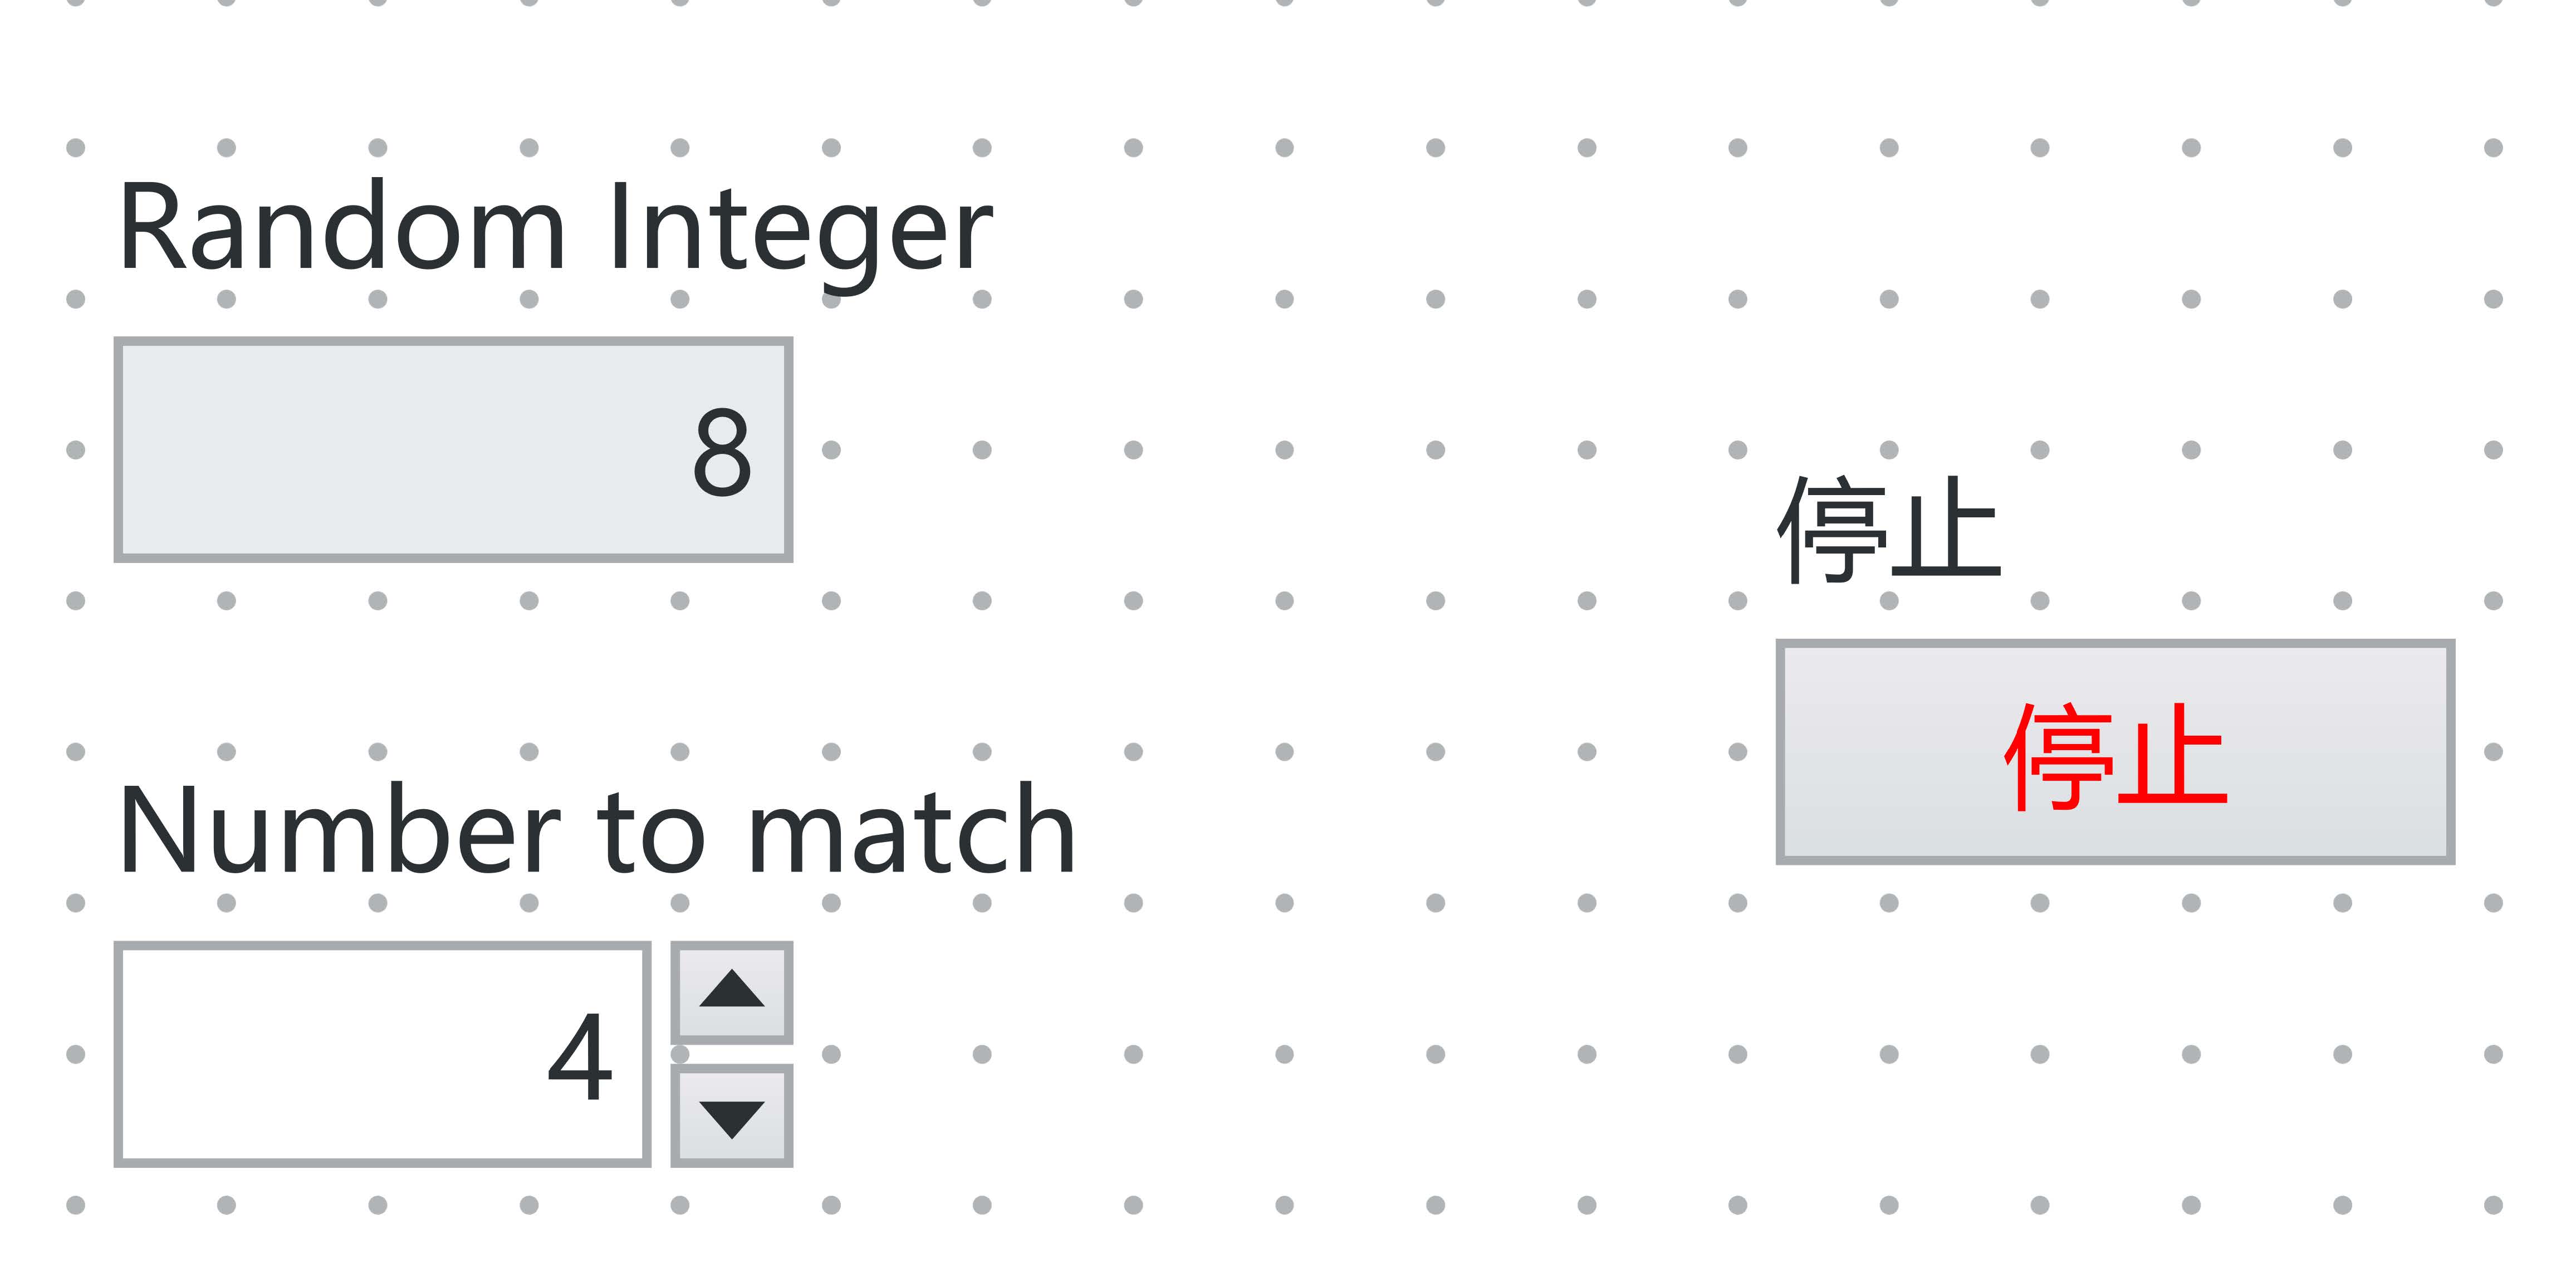 Random Integer
8
停止
停止
Number to match
4